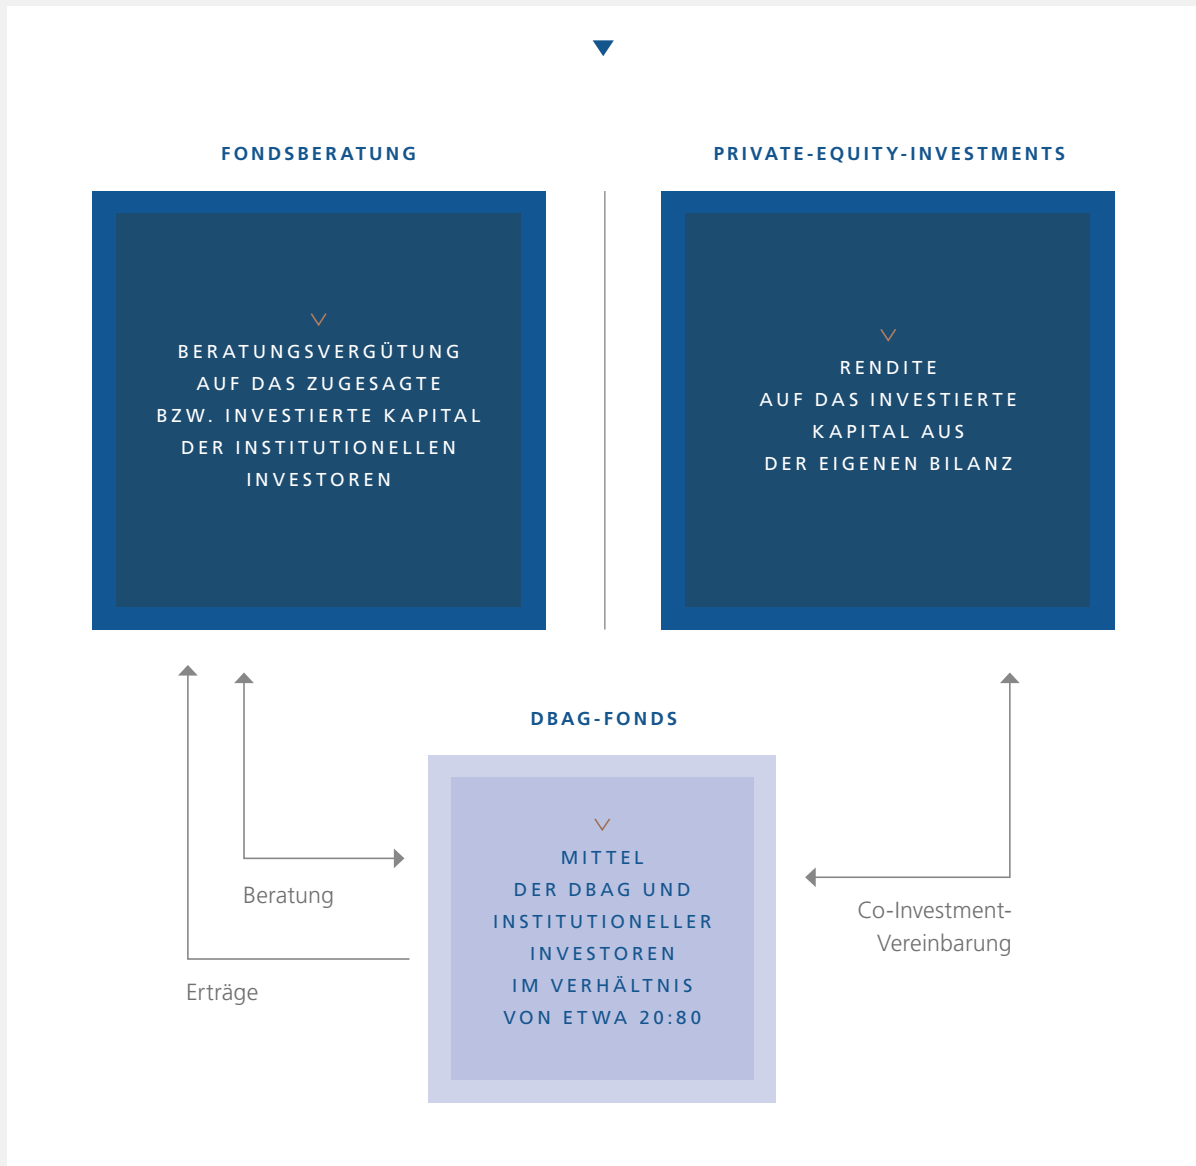 FONDSBERATUNG
BERATUNGSVERGÜTUNG
AUF DAS ZUGESAGTE
BZW. INVESTIERTE KAPITAL
DER INSTITUTIONELLEN
INVESTOREN
PRIVATE-EQUITY-INVESTMENTS
RENDITE
AUF DAS INVESTIERTE
KAPITAL AUS
DER EIGENEN BILANZ
DBAG-FONDS
MITTEL
DER DBAG UND
INSTITUTIONELLER
INVESTOREN
IM VERHÄLTNIS
VON ETWA 20:80
Beratung
Erträge
Co-Investment-
Vereinbarung